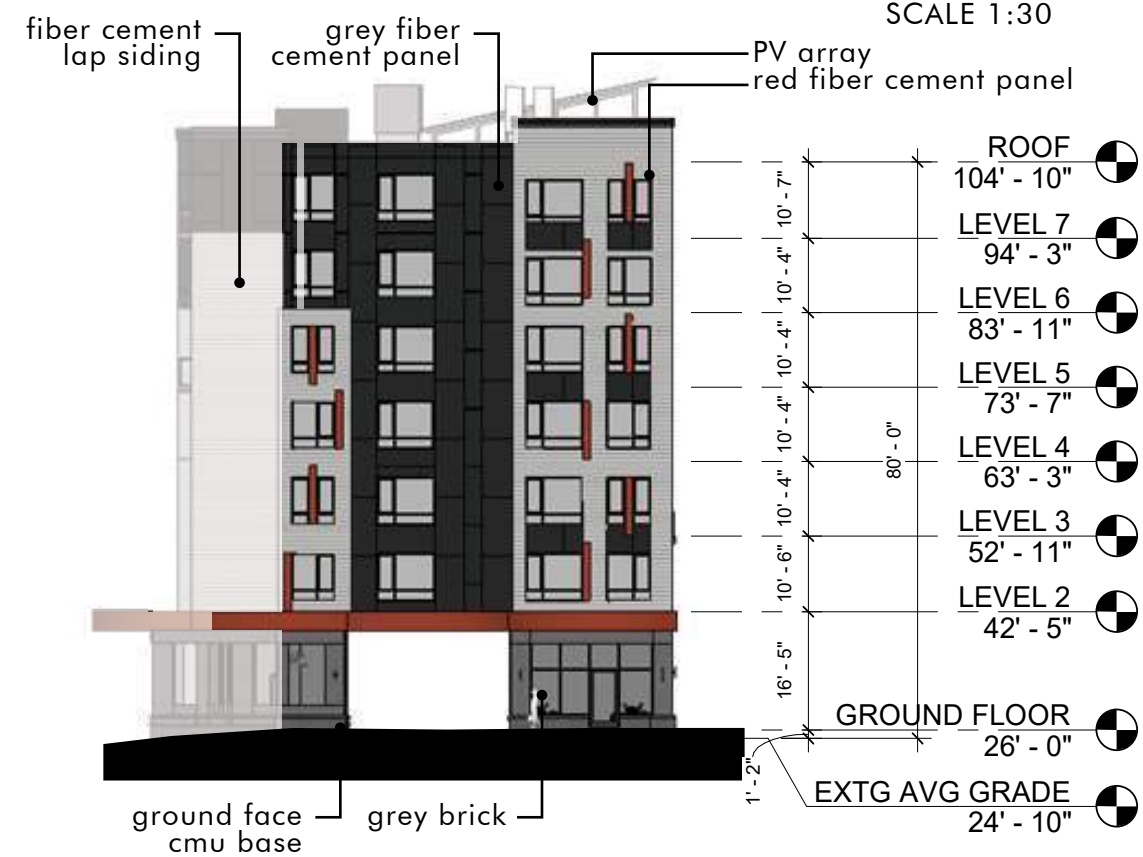 SCALE 1:30
fiber cement
lap siding
grey fiber
cement panel
PV array
red fiber cement panel
ROOF
104' - 10"
10' - 7"
LEVEL 7
94' - 3"
10' - 4"
LEVEL 6
83' - 11"
10' - 4"
LEVEL 5
73' - 7"
10' - 4"
80' - 0"
LEVEL 4
63' - 3"
10' - 4"
LEVEL 3
52' - 11"
10' - 6"
LEVEL 2
42' - 5"
16' - 5"
GROUND FLOOR
26' - 0"
1' - 2"
EXTG AVG GRADE
24' - 10"
ground face
cmu base
grey brick